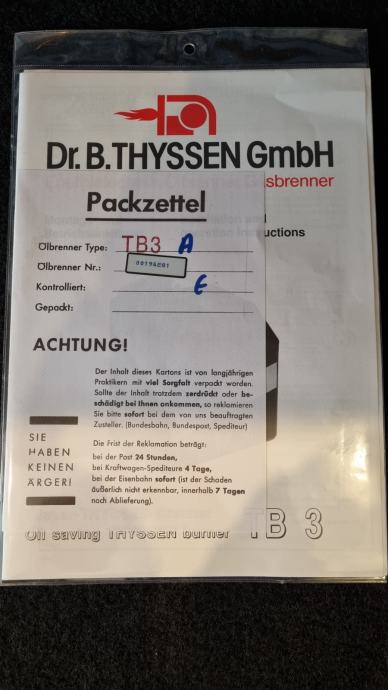 Dr.B.THYSSEN GmbH
sbrenner
Packzettel
uctions
Ölbrenner Type: TB3 A
Ölbrenner Nr.: 00194201
Kontrolliert: E
Gepackt:
ACHTUNG!
Der Inhalt dieses Kartons ist von langjährigen
Praktikern mit viel Sorgfalt verpackt worden.
Sollte der Inhalt trotzdem zerdrückt oder be-
schädigt bei Ihnen ankommen, so reklamieren
Sie bitte sofort bei dem von uns beauftragten
Zusteller. (Bundesbahn, Bundespost, Spediteur)
SIE
HABEN
KEINEN
ÄRGER!
Die Frist der Reklamation beträgt:
bei der Post 24 Stunden,
bei Kraftwagen-Spediteure 4 Tage,
bei der Eisenbahn sofort (ist der Schaden
äußerlich nicht erkennbar, innerhalb 7 Tagen
nach Ablieferung).
Oil saving THYSSEN burner TB 3